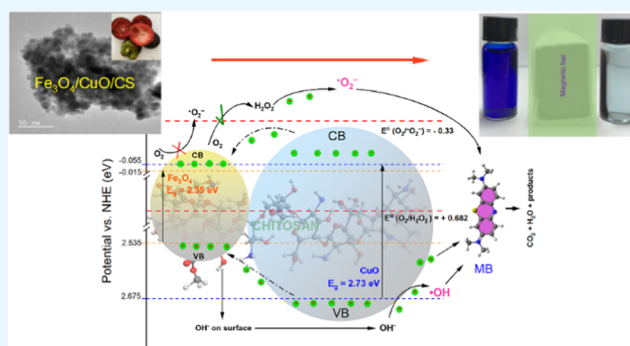 Fe₃O₄/CuO/CS
50 nm
Magnetic bar
•O₂⁻
H₂O₂
•O₂⁻
O₂
O₂
CB
CB
E⁰ (O₂/•O₂⁻) = - 0.33
Potential vs. NHE (eV)
-0.055
-0.015
Fe₃O₄
E₉ = 2.55 eV
CHITOSAN
E⁰ (O₂/H₂O₂) = + 0.682
2.535
VB
CuO
E₉ = 2.73 eV
MB
CO₂ + H₂O + products
2.675
VB
•OH
OH⁻ on surface
OH⁻